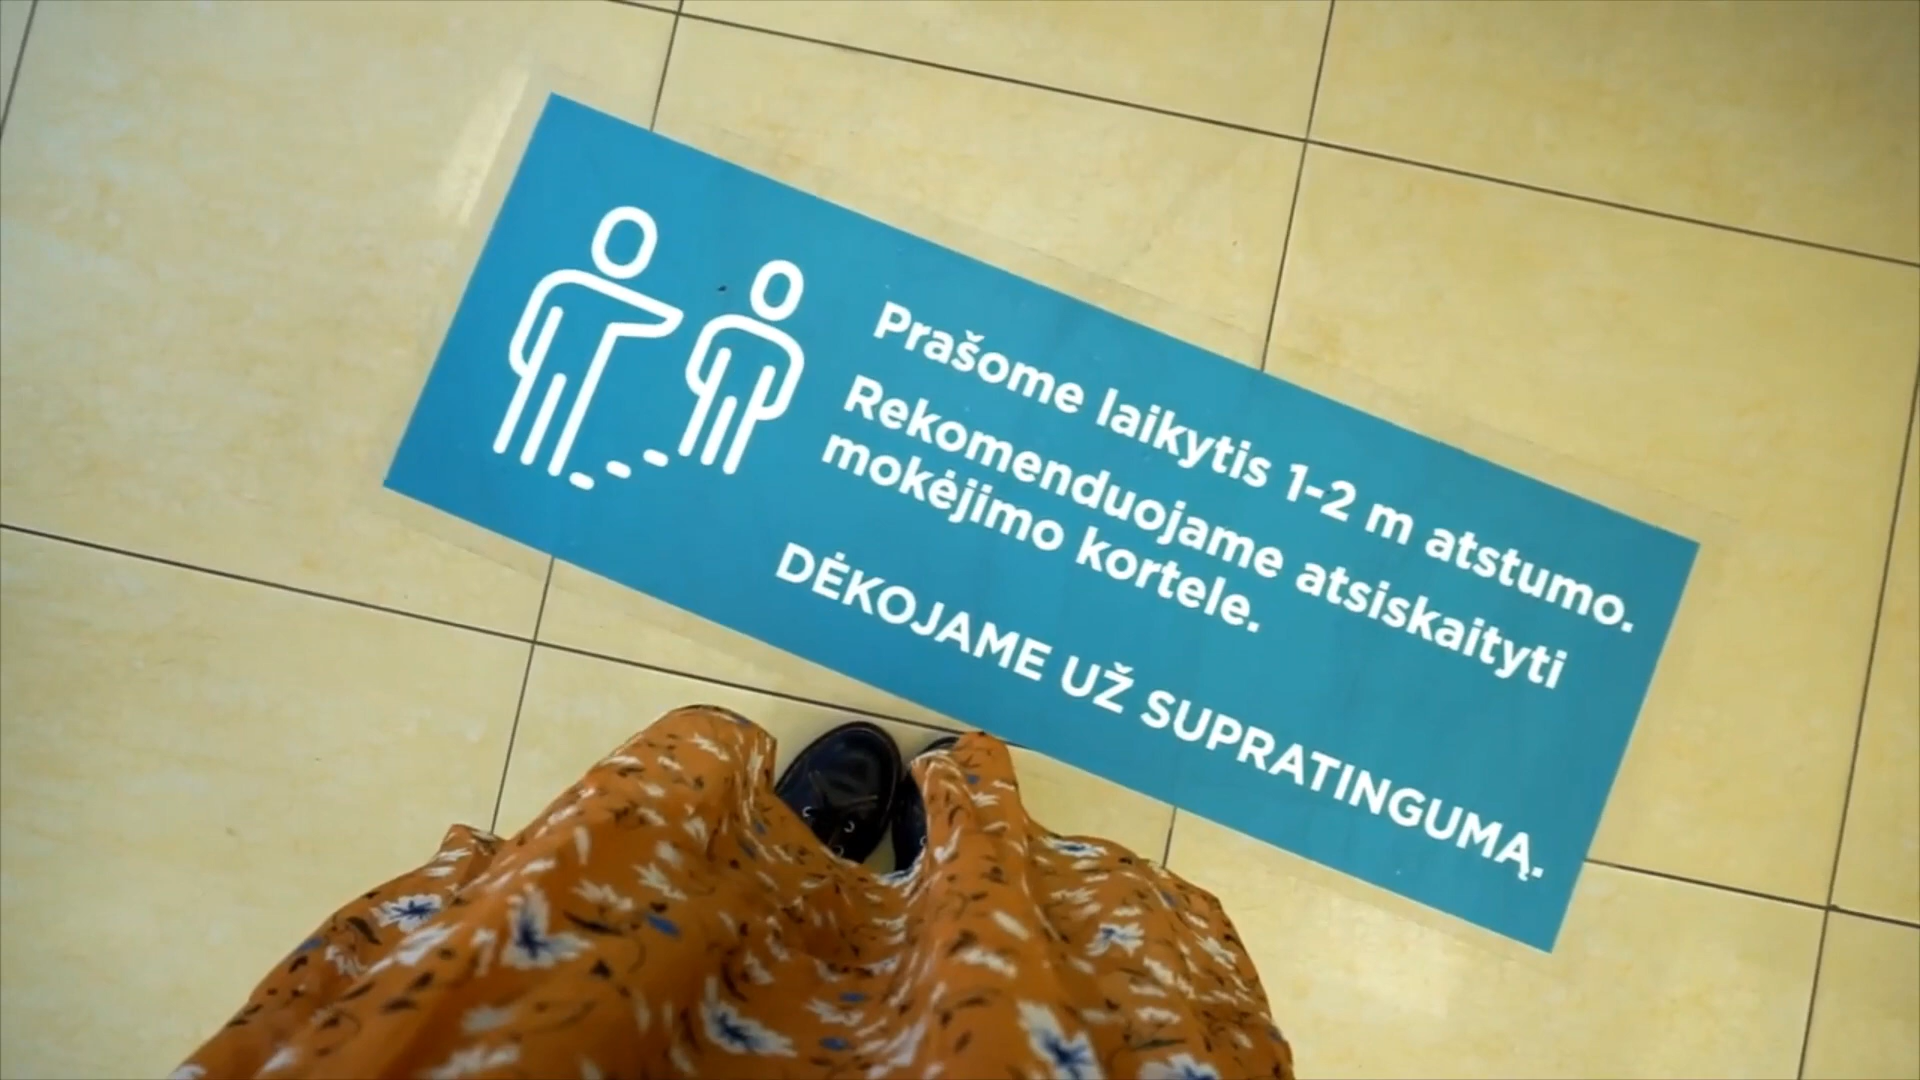 Prašome laikytis 1-2 m atstumo.
Rekomenduojame atsiskaityti
mokėjimo kortele.
DĖKOJAME UŽ SUPRATINGUMĄ.